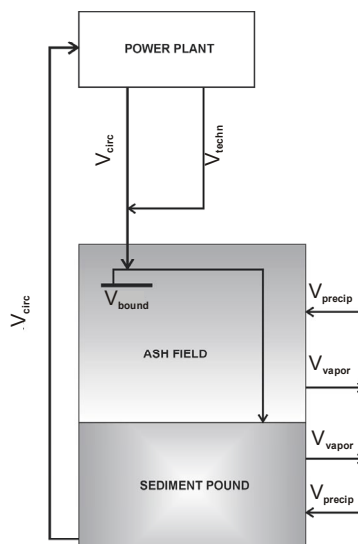 POWER PLANT
Vcirc
Vtechn
Vbound
Vprecip
ASH FIELD
Vvapor
.Vcirc
Vvapor
SEDIMENT POUND
Vprecip